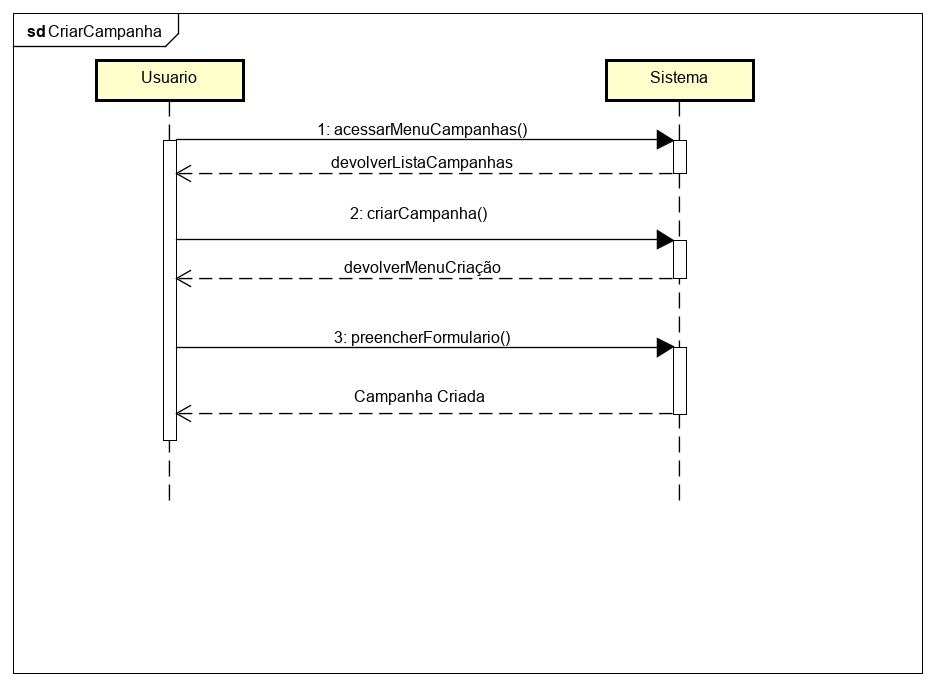 sd CriarCampanha
Usuario
Sistema
1: acessarMenuCampanhas()
devolverListaCampanhas
2: criarCampanha()
devolverMenuCriação
3: preencherFormulario()
Campanha Criada